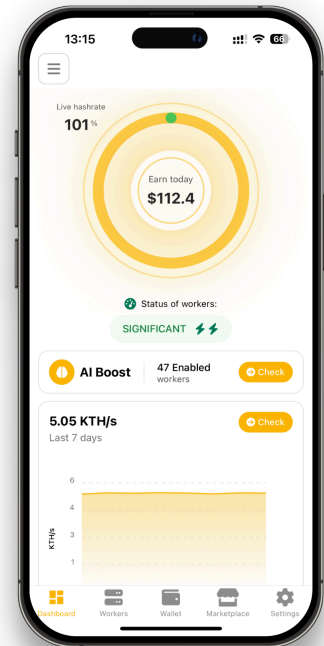 13:15
66
Live hashrate
101 %
Earn today
$112.4
Status of workers:
SIGNIFICANT
AI Boost
47 Enabled
workers
Check
5.05 KTH/s
Check
Last 7 days
6
4
3
1
KTH/s
Dashboard
Workers
Wallet
Marketplace
Settings